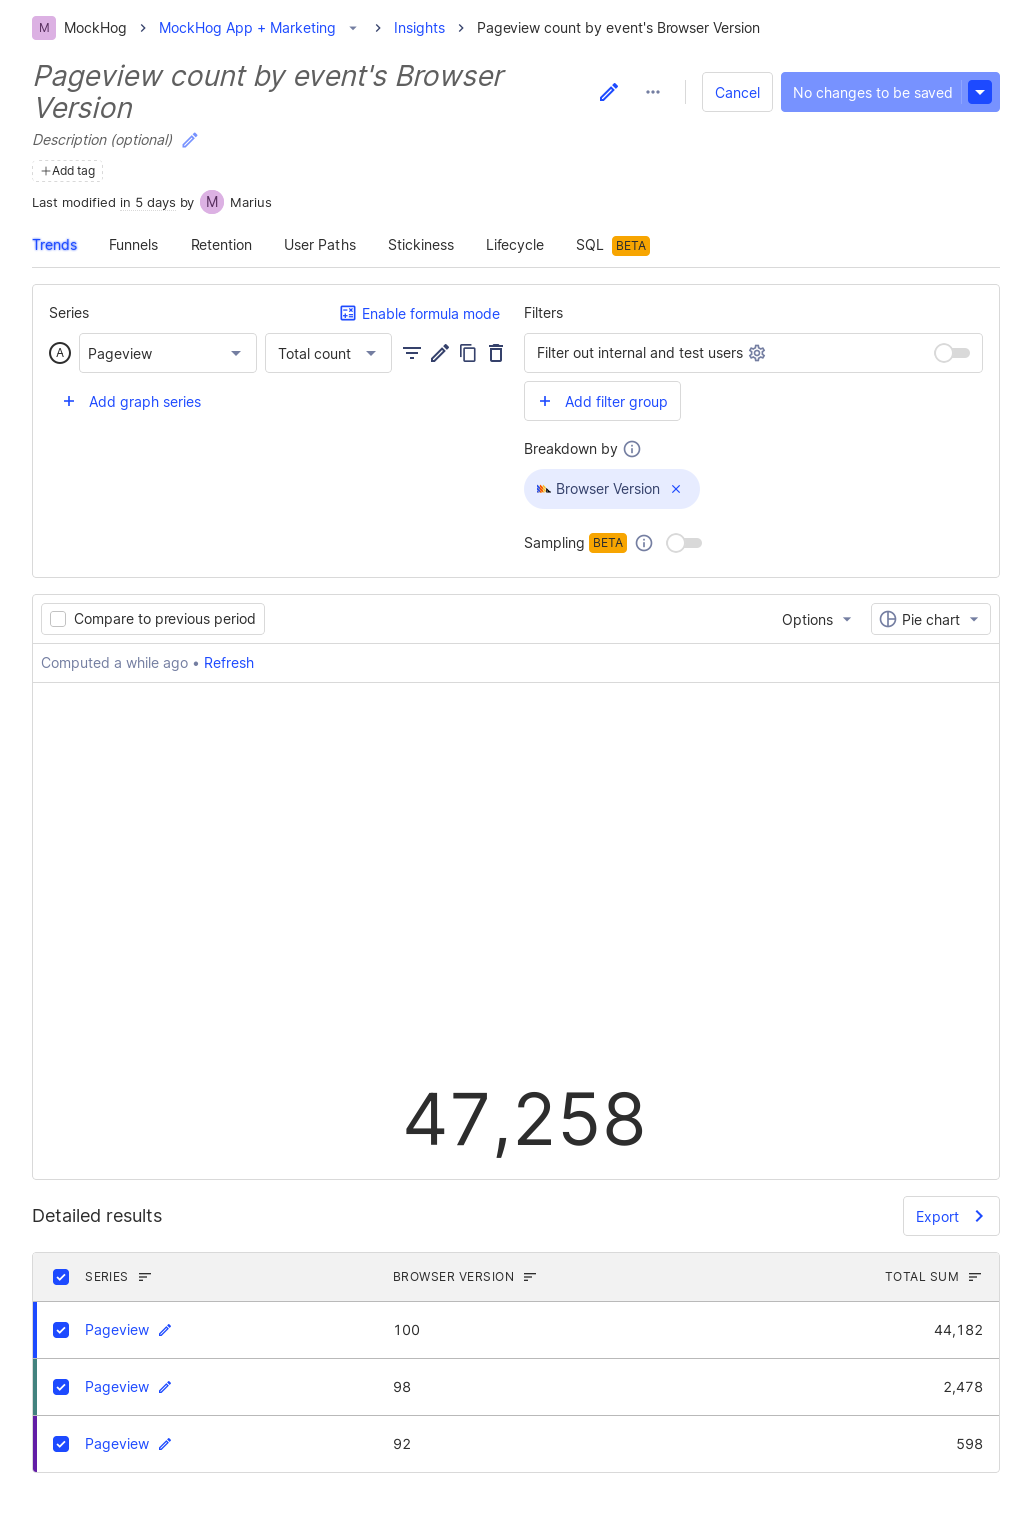 M MockHog MockHog App + Marketing Insights Pageview count by event's Browser Version
Pageview count by event's Browser
Version
Cancel No changes to be saved
Description (optional)
Add tag
Last modified in 5 days by M Marius
Trends Funnels Retention User Paths Stickiness Lifecycle SQL BETA
Series Enable formula mode
A Pageview Total count
+ Add graph series
Filters
Filter out internal and test users
+ Add filter group
Breakdown by
Browser Version
Sampling BETA
Compare to previous period Options Pie chart
Computed a while ago • Refresh
47,258
Detailed results Export
SERIES BROWSER VERSION TOTAL SUM
Pageview 100 44,182
Pageview 98 2,478
Pageview 92 598